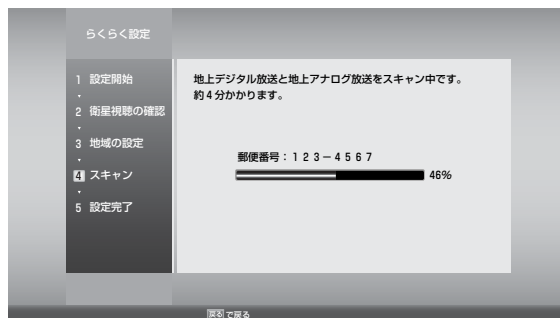 らくらく設定
1 設定開始
2 衛星視聴の確認
3 地域の設定
4 スキャン
5 設定完了
地上デジタル放送と地上アナログ放送をスキャン中です。
約4分かかります。
郵便番号：123－4567
46%
戻る で戻る